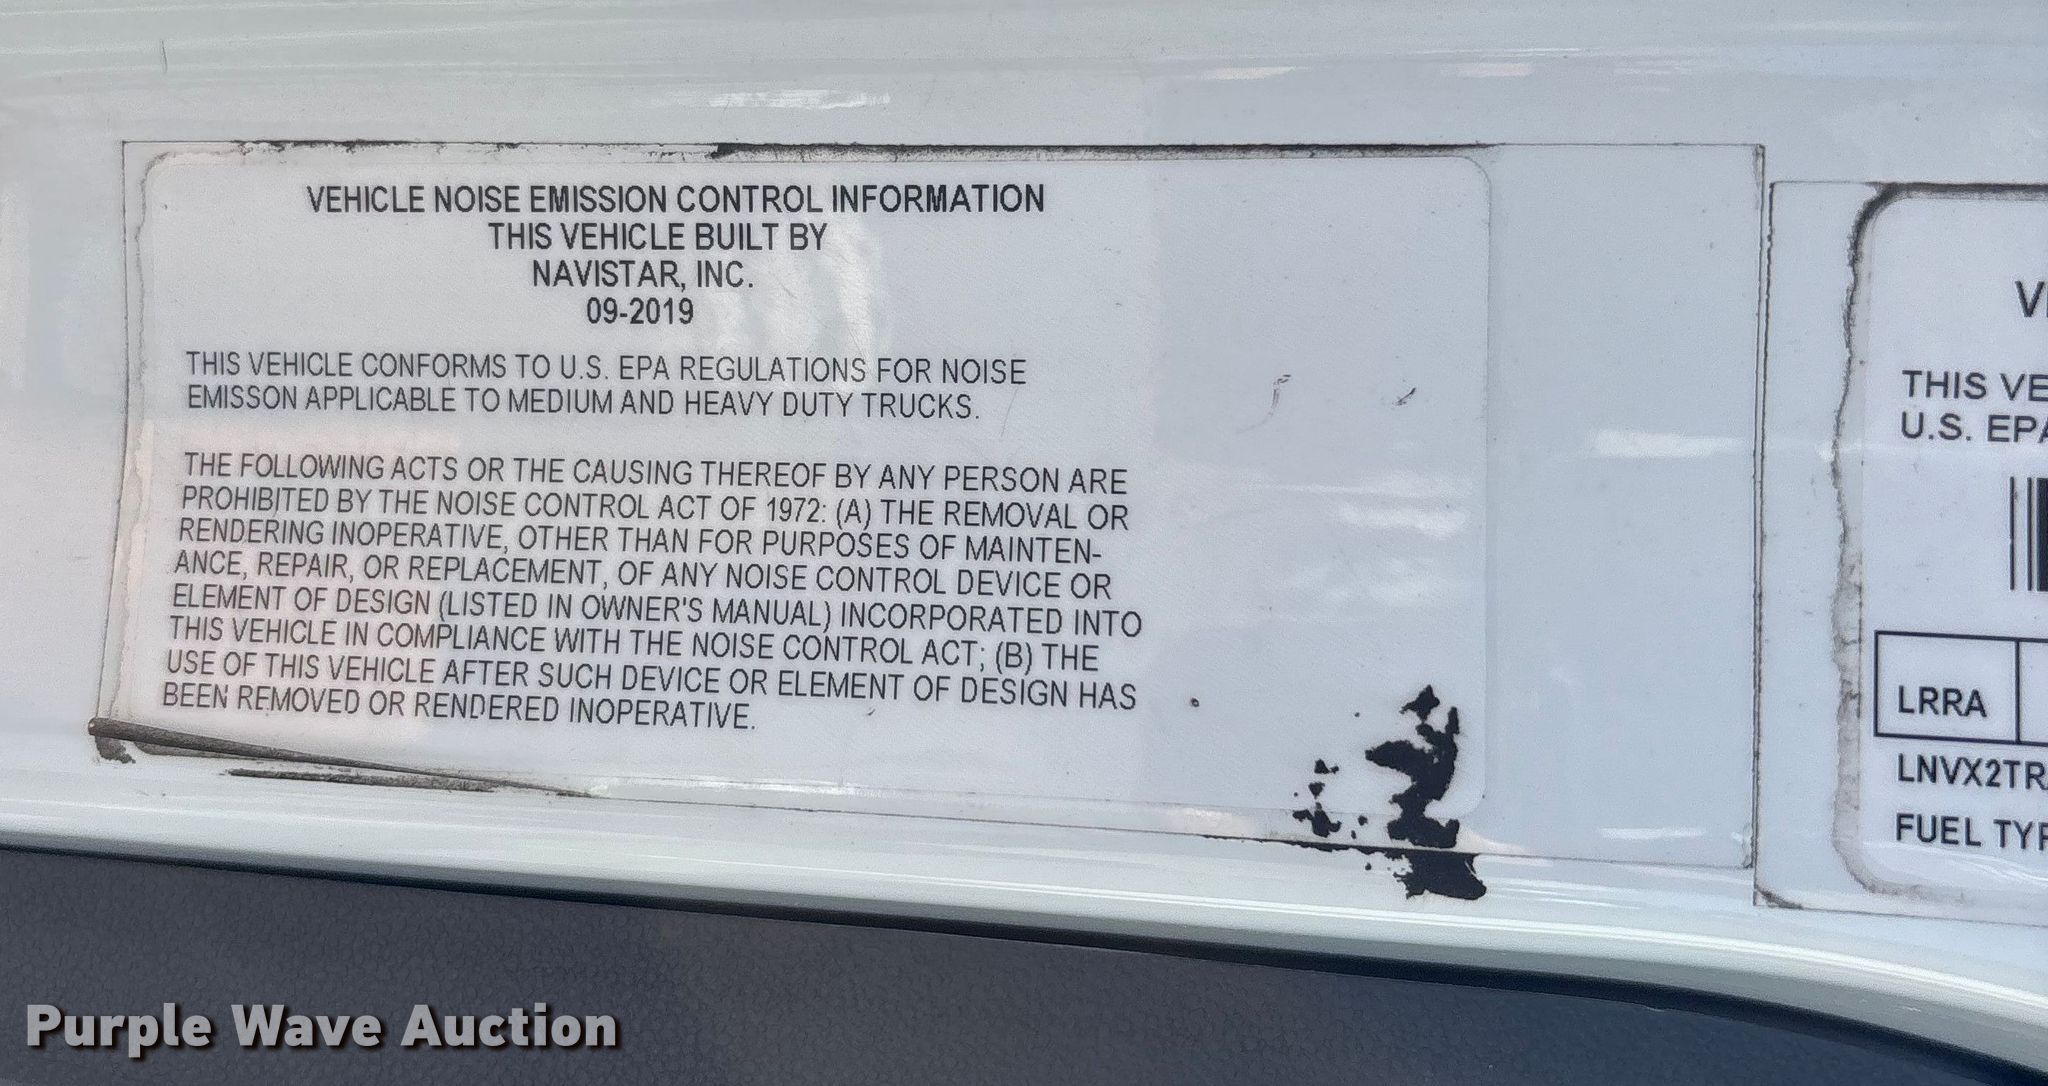 VEHICLE NOISE EMISSION CONTROL INFORMATION
THIS VEHICLE BUILT BY
NAVISTAR, INC.
09-2019
THIS VEHICLE CONFORMS TO U.S. EPA REGULATIONS FOR NOISE
EMISSON APPLICABLE TO MEDIUM AND HEAVY DUTY TRUCKS.
THE FOLLOWING ACTS OR THE CAUSING THEREOF BY ANY PERSON ARE
PROHIBITED BY THE NOISE CONTROL ACT OF 1972: (A) THE REMOVAL OR
RENDERING INOPERATIVE, OTHER THAN FOR PURPOSES OF MAINTEN-
ANCE, REPAIR, OR REPLACEMENT, OF ANY NOISE CONTROL DEVICE OR
ELEMENT OF DESIGN (LISTED IN OWNER'S MANUAL) INCORPORATED INTO
THIS VEHICLE IN COMPLIANCE WITH THE NOISE CONTROL ACT; (B) THE
USE OF THIS VEHICLE AFTER SUCH DEVICE OR ELEMENT OF DESIGN HAS
BEEN REMOVED OR RENDERED INOPERATIVE.
THIS VE
U.S. EPA
LRRA
LNVX2TR
FUEL TYP
Purple Wave Auction